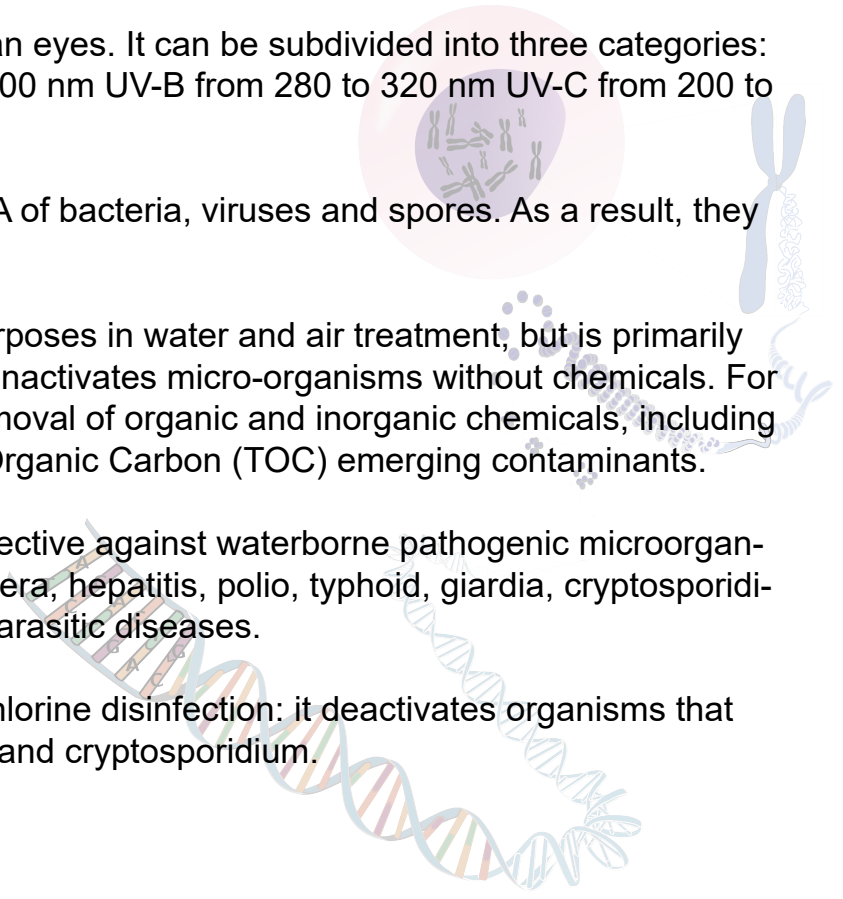 an eyes. It can be subdivided into three categories:
00 nm UV-B from 280 to 320 nm UV-C from 200 to
A of bacteria, viruses and spores. As a result, they
rposes in water and air treatment, but is primarily
nactivates micro-organisms without chemicals. For
moval of organic and inorganic chemicals, including
Organic Carbon (TOC) emerging contaminants.
ective against waterborne pathogenic microorgan-
era, hepatitis, polio, typhoid, giardia, cryptosporidi-
arasitic diseases.
hlorine disinfection: it deactivates organisms that
and cryptosporidium.